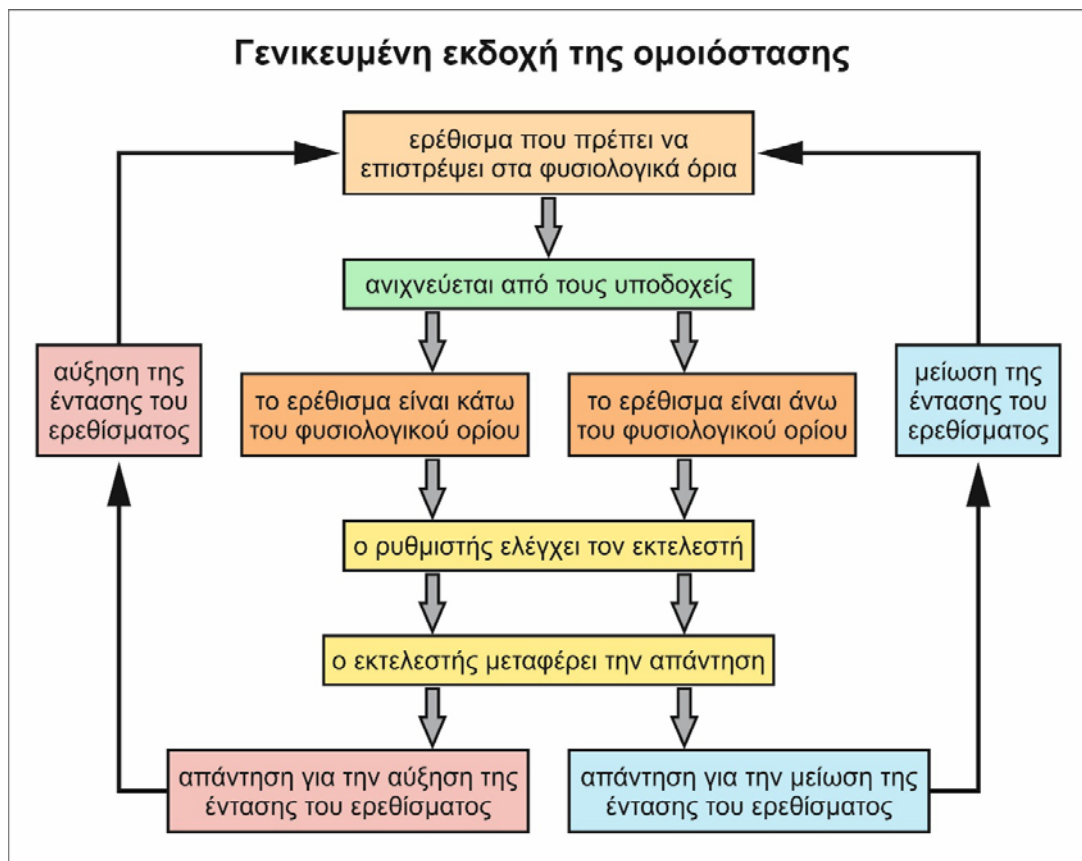 Γενικευμένη εκδοχή της ομοιόστασης
ερέθισμα που πρέπει να
επιστρέψει στα φυσιολογικά όρια
ανιχνεύεται από τους υποδοχείς
αύξηση της
έντασης του
ερεθίσματος
το ερέθισμα είναι κάτω
του φυσιολογικού ορίου
το ερέθισμα είναι άνω
του φυσιολογικού ορίου
μείωση της
έντασης του
ερεθίσματος
ο ρυθμιστής ελέγχει τον εκτελεστή
ο εκτελεστής μεταφέρει την απάντηση
απάντηση για την αύξηση της
έντασης του ερεθίσματος
απάντηση για την μείωση της
έντασης του ερεθίσματος